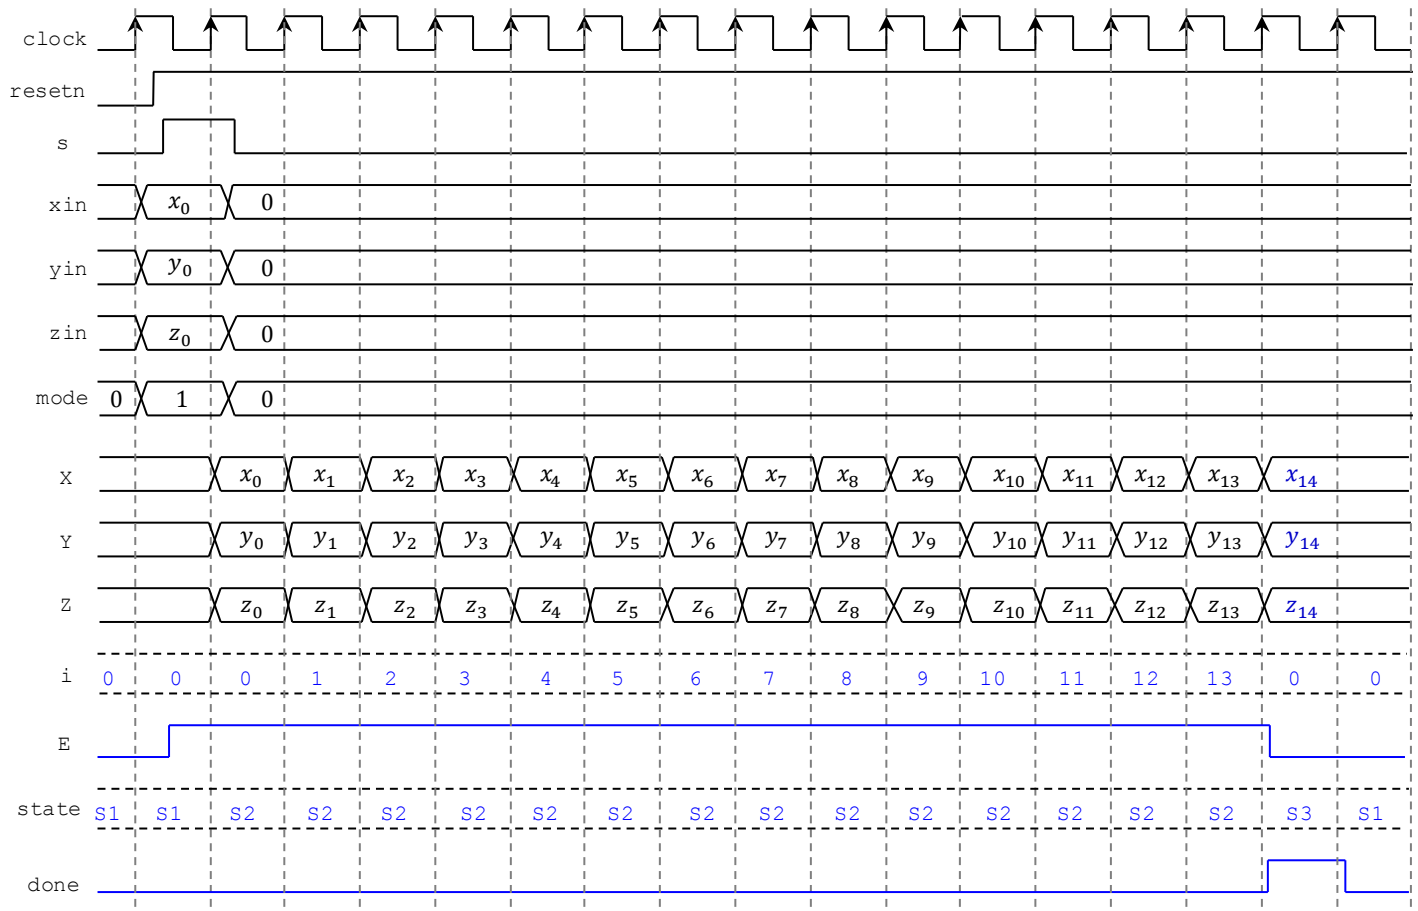 clock
resetn
s
xin x₀ 0
yin y₀ 0
zin z₀ 0
mode 0 1 0
X x₀ x₁ x₂ x₃ x₄ x₅ x₆ x₇ x₈ x₉ x₁₀ x₁₁ x₁₂ x₁₃ x₁₄
Y y₀ y₁ y₂ y₃ y₄ y₅ y₆ y₇ y₈ y₉ y₁₀ y₁₁ y₁₂ y₁₃ y₁₄
Z z₀ z₁ z₂ z₃ z₄ z₅ z₆ z₇ z₈ z₉ z₁₀ z₁₁ z₁₂ z₁₃ z₁₄
i 0 0 0 1 2 3 4 5 6 7 8 9 10 11 12 13 0 0
E
state S1 S1 S2 S2 S2 S2 S2 S2 S2 S2 S2 S2 S2 S2 S2 S2 S3 S1
done